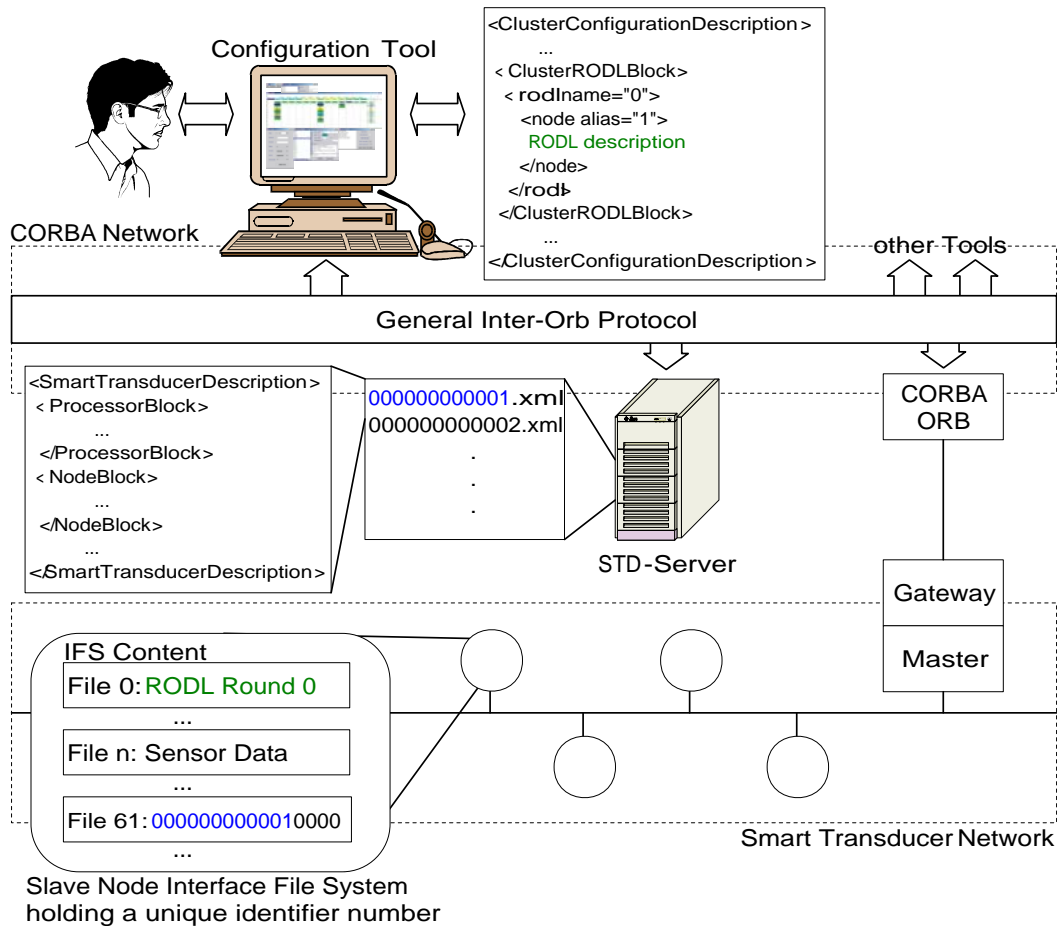 Configuration Tool
<ClusterConfigurationDescription>
...
< ClusterRODLBlock>
< rodlname="0">
<node alias="1">
RODL description
</node>
</rodl>
</ClusterRODLBlock>
...
</ClusterConfigurationDescription>
CORBA Network
other Tools
General Inter-Orb Protocol
<SmartTransducerDescription>
< ProcessorBlock>
...
</ProcessorBlock>
< NodeBlock>
...
</NodeBlock>
...
</SmartTransducerDescription>
000000000001.xml
000000000002.xml
.
.
.
STD-Server
CORBA
ORB
Gateway
Master
IFS Content
File 0: RODL Round 0
...
File n: Sensor Data
...
File 61: 0000000000010000
...
Smart Transducer Network
Slave Node Interface File System
holding a unique identifier number